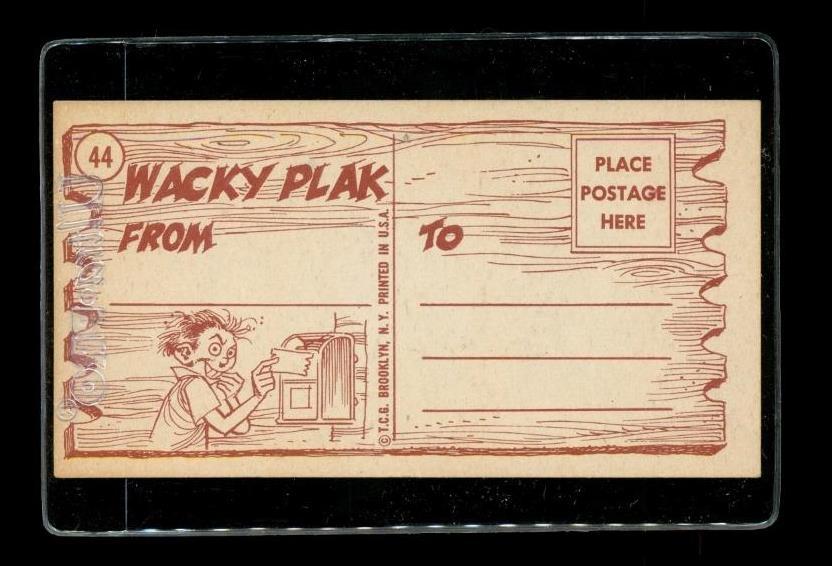 44
WACKY PLAK
FROM
© T.C.G. BROOKLYN, N. Y. PRINTED IN U.S.A.
TO
PLACE
POSTAGE
HERE